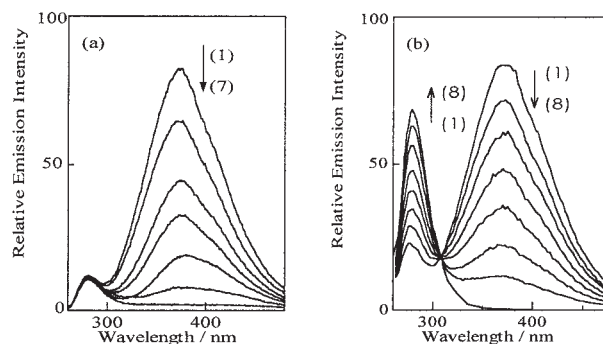 (a)
(1)
(7)
100
50
0
300
400
Wavelength / nm
Relative Emission Intensity
(b)
(8)
(1)
(1)
(8)
100
50
0
300
400
Wavelength / nm
Relative Emission Intensity